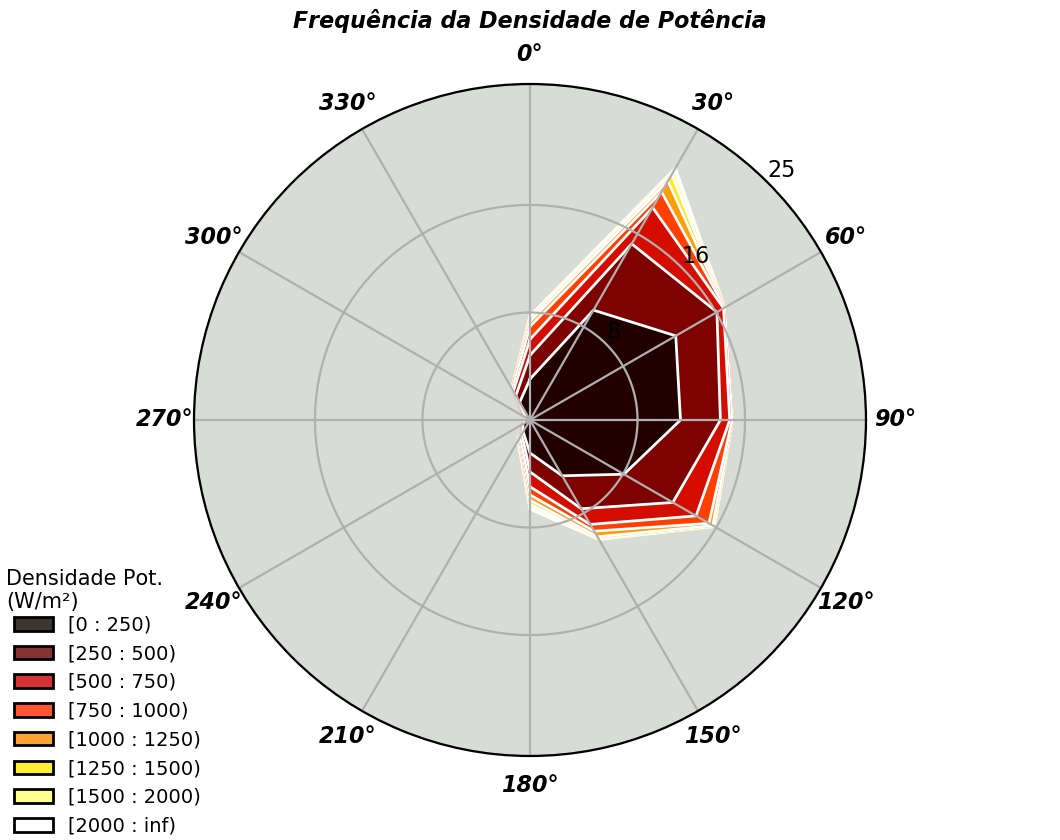 Frequência da Densidade de Potência
0°
330°
30°
25
300°
60°
16
8
270°
90°
240°
120°
210°
150°
180°
Densidade Pot.
(W/m²)
[0 : 250)
[250 : 500)
[500 : 750)
[750 : 1000)
[1000 : 1250)
[1250 : 1500)
[1500 : 2000)
[2000 : inf)